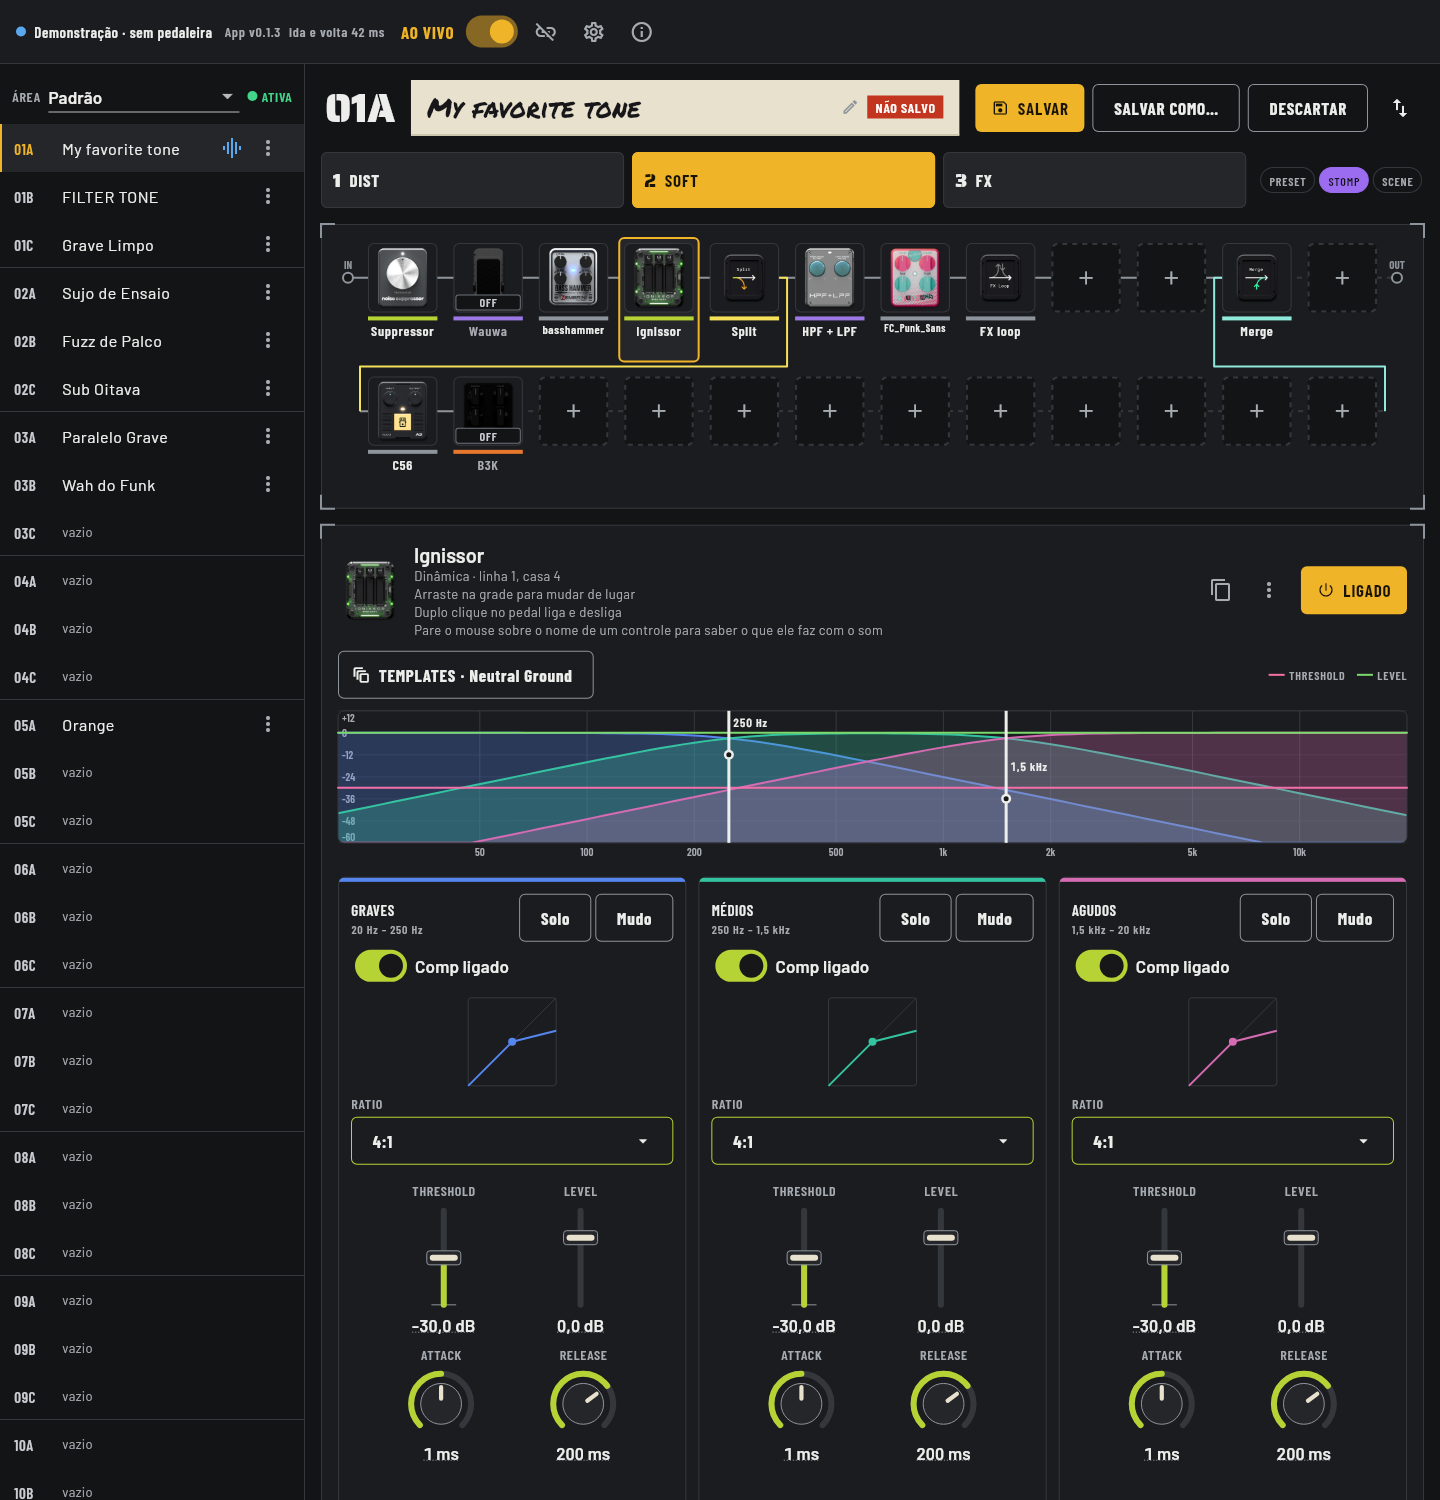 Demonstração · sem pedaleira App v0.1.3 Ida e volta 42 ms AO VIVO
ÁREA Padrão ATIVA
01A My favorite tone
01B FILTER TONE
01C Grave Limpo
02A Sujo de Ensaio
02B Fuzz de Palco
02C Sub Oitava
03A Paralelo Grave
03B Wah do Funk
03C vazio
04A vazio
04B vazio
04C vazio
05A Orange
05B vazio
05C vazio
06A vazio
06B vazio
06C vazio
07A vazio
07B vazio
07C vazio
08A vazio
08B vazio
08C vazio
09A vazio
09B vazio
09C vazio
10A vazio
10B vazio
01A My favorite tone NÃO SALVO SALVAR SALVAR COMO... DESCARTAR
1 DIST 2 SOFT 3 FX PRESET STOMP SCENE
IN OUT
OFF
Split
FX Loop
Merge
noise suppressor
HPF+LPF
Suppressor Wauwa basshammer Ignissor Split HPF + LPF FC_Punk_Sans FX loop Merge
OFF
C56 B3K
Ignissor
Dinâmica · linha 1, casa 4
Arraste na grade para mudar de lugar
Duplo clique no pedal liga e desliga
Pare o mouse sobre o nome de um controle para saber o que ele faz com o som
LIGADO
TEMPLATES · Neutral Ground THRESHOLD LEVEL
+12
0
-12
-24
-36
-48
-60
250 Hz
1,5 kHz
50 100 200 500 1k 2k 5k 10k
GRAVES Solo Mudo
20 Hz – 250 Hz
Comp ligado
RATIO
4:1
THRESHOLD LEVEL
-30,0 dB 0,0 dB
ATTACK RELEASE
1 ms 200 ms
MÉDIOS Solo Mudo
250 Hz – 1,5 kHz
Comp ligado
RATIO
4:1
THRESHOLD LEVEL
-30,0 dB 0,0 dB
ATTACK RELEASE
1 ms 200 ms
AGUDOS Solo Mudo
1,5 kHz – 20 kHz
Comp ligado
RATIO
4:1
THRESHOLD LEVEL
-30,0 dB 0,0 dB
ATTACK RELEASE
1 ms 200 ms